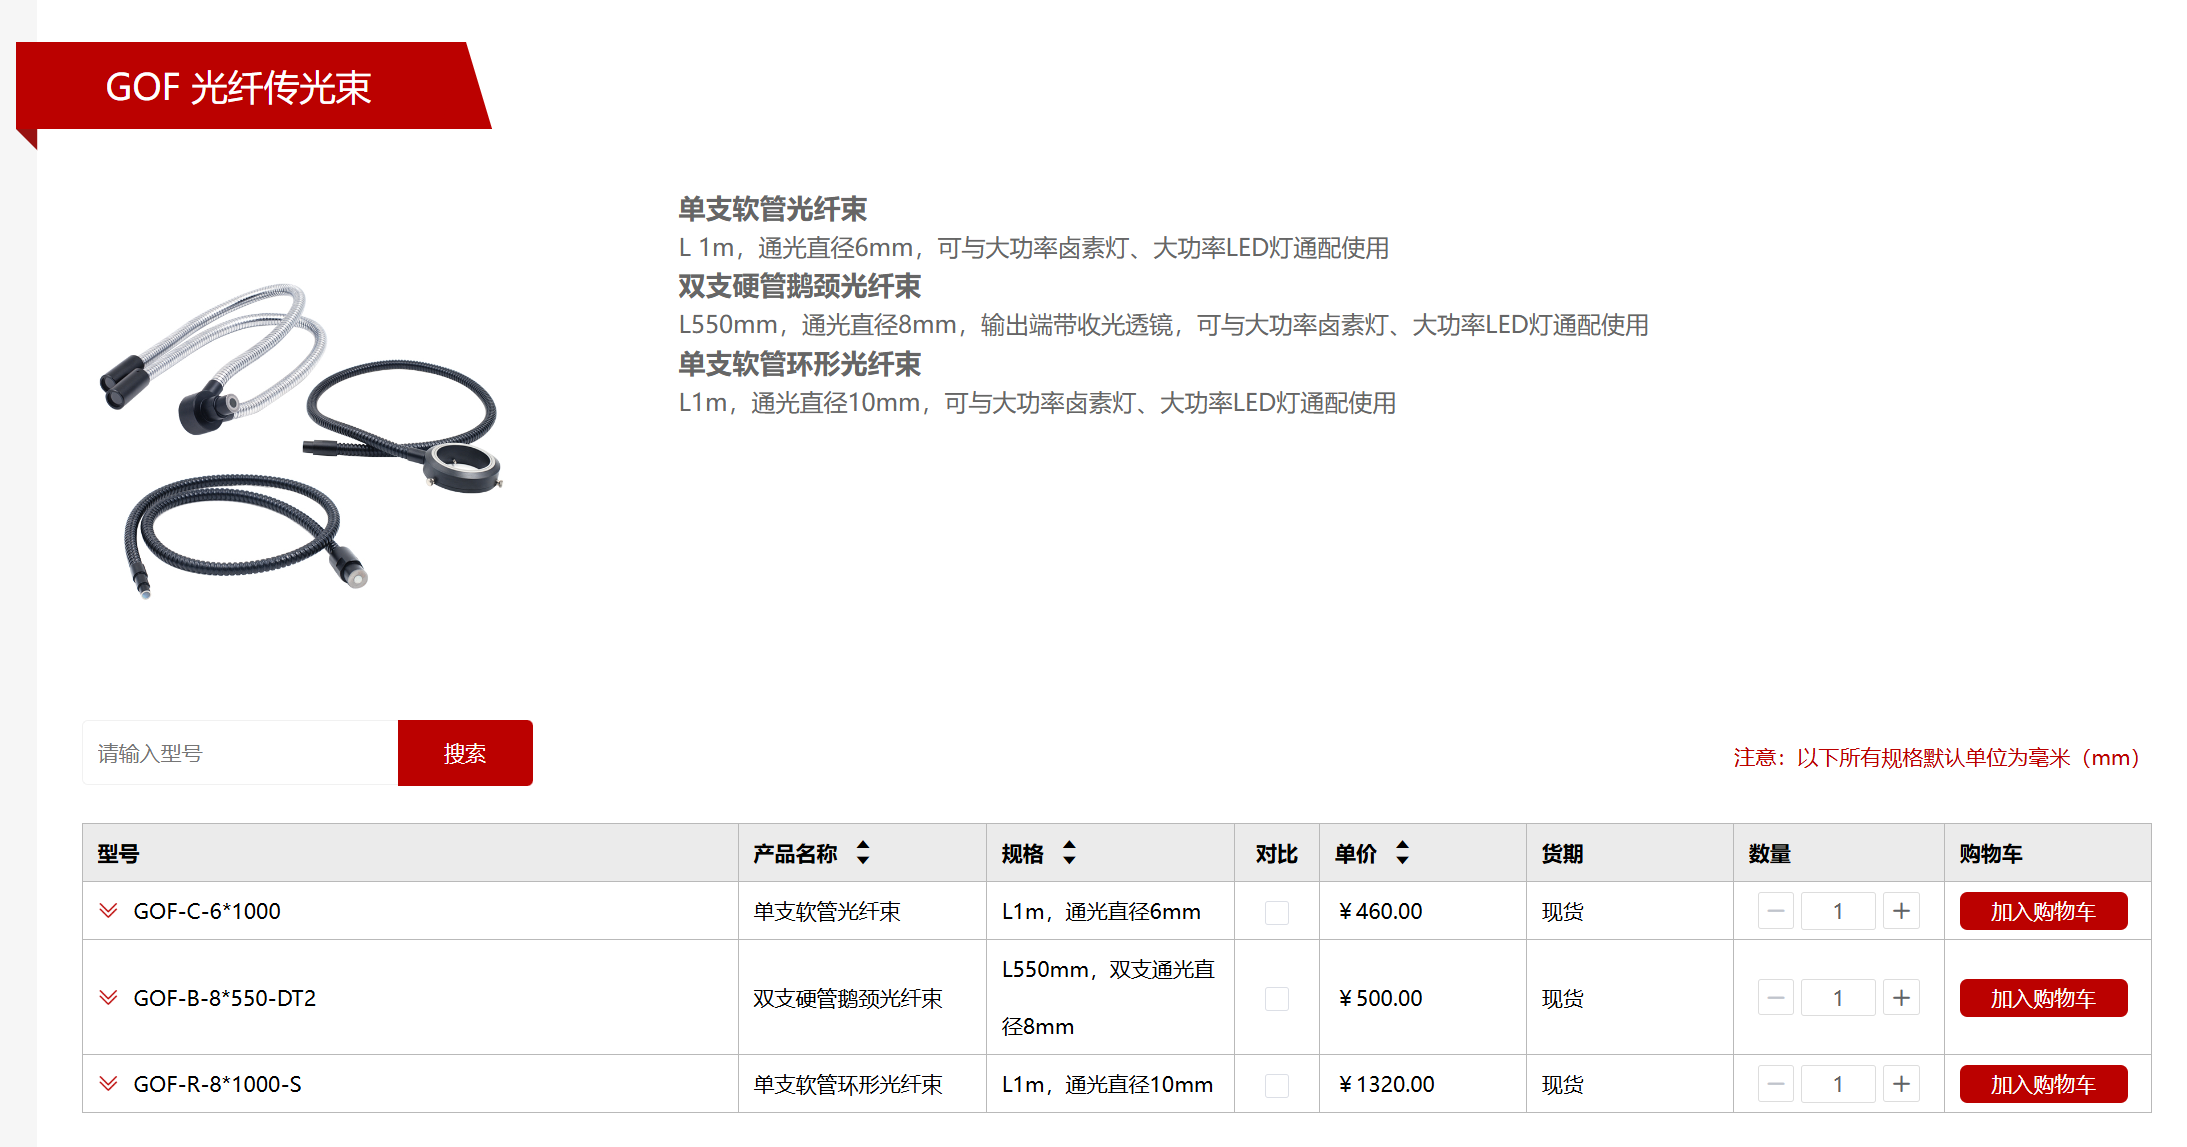 GOF 光纤传光束
单支软管光纤束
L 1m，通光直径6mm，可与大功率卤素灯、大功率LED灯通配使用
双支硬管鹅颈光纤束
L550mm，通光直径8mm，输出端带收光透镜，可与大功率卤素灯、大功率LED灯通配使用
单支软管环形光纤束
L1m，通光直径10mm，可与大功率卤素灯、大功率LED灯通配使用
请输入型号 搜索
注意：以下所有规格默认单位为毫米（mm）
型号 产品名称 规格 对比 单价 货期 数量 购物车
GOF-C-6*1000 单支软管光纤束 L1m，通光直径6mm ￥460.00 现货 1 加入购物车
GOF-B-8*550-DT2 双支硬管鹅颈光纤束 L550mm，双支通光直
径8mm ￥500.00 现货 1 加入购物车
GOF-R-8*1000-S 单支软管环形光纤束 L1m，通光直径10mm ￥1320.00 现货 1 加入购物车